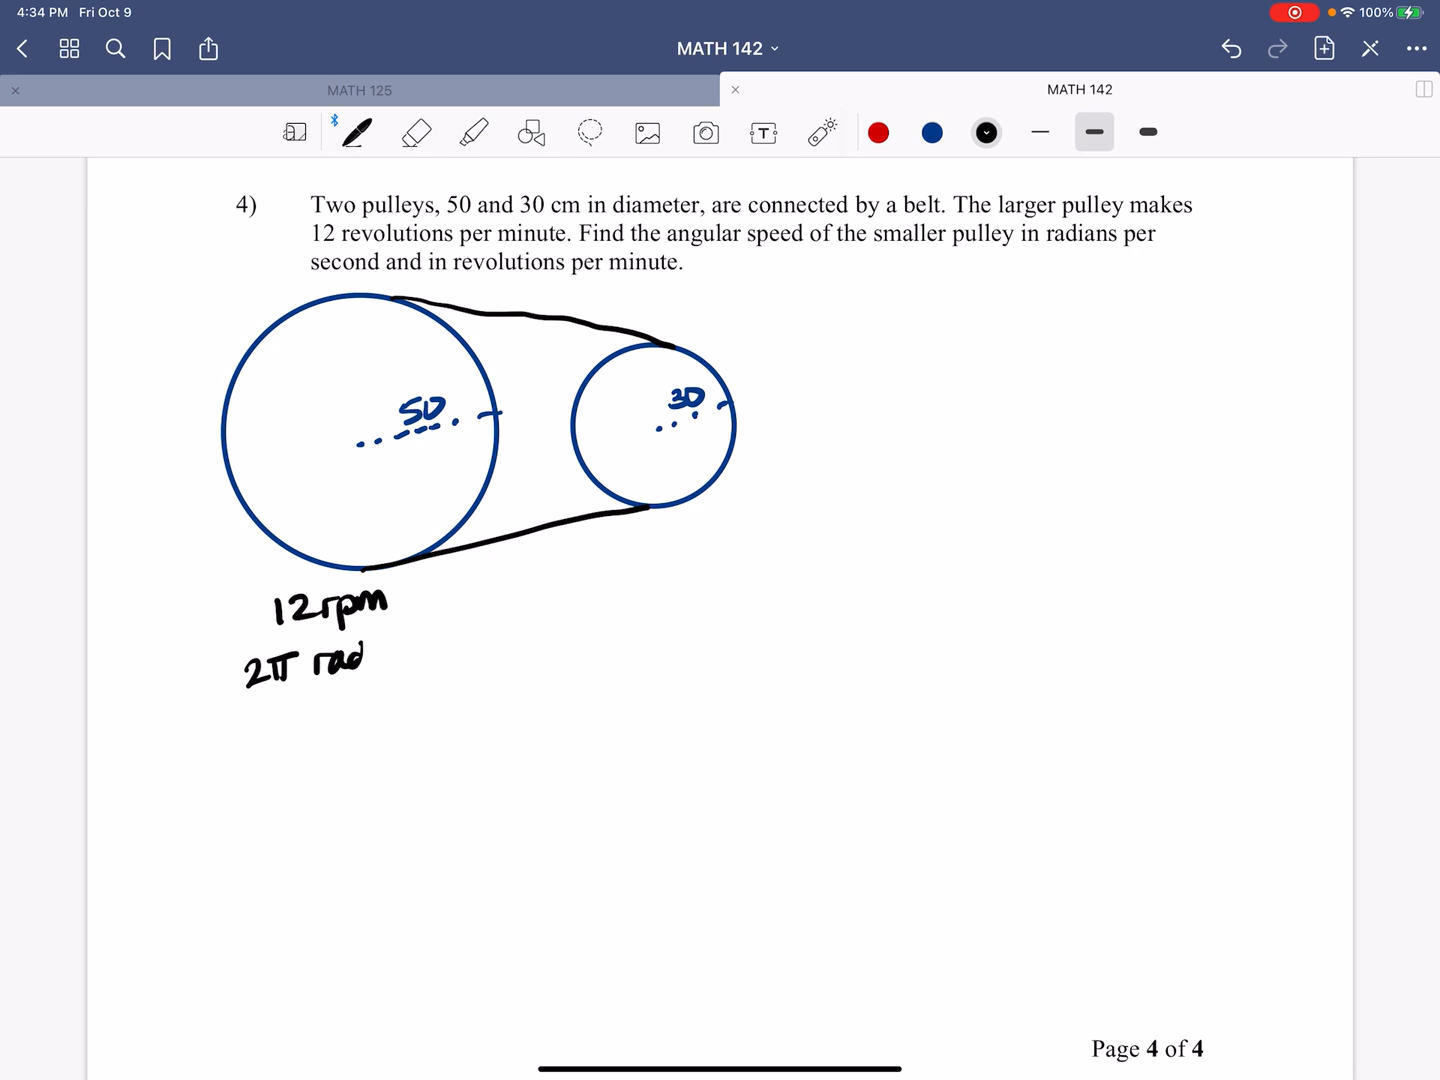 4:34 PM Fri Oct 9
100%
MATH 142
MATH 125
MATH 142
4) Two pulleys, 50 and 30 cm in diameter, are connected by a belt. The larger pulley makes
12 revolutions per minute. Find the angular speed of the smaller pulley in radians per
second and in revolutions per minute.
50
30
12rpm
2π rad
Page 4 of 4